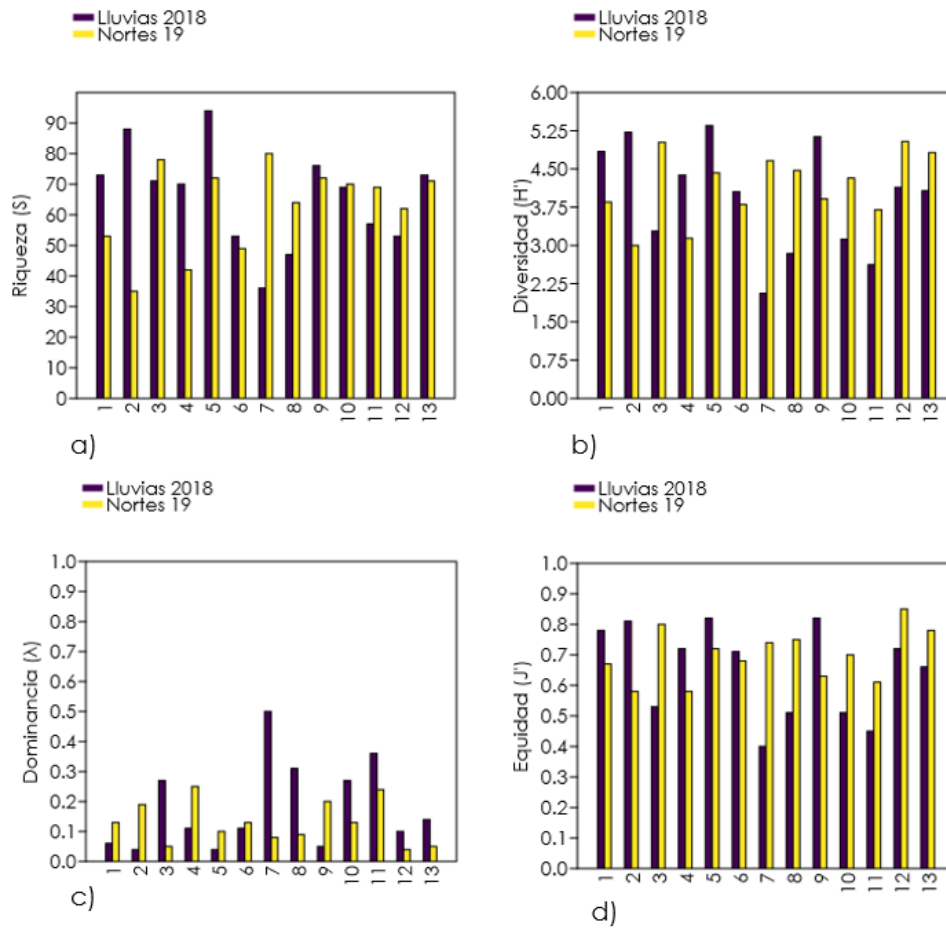 Lluvias 2018
Nortes 19
Riqueza (S)
90
80
70
60
50
40
30
20
10
0
1 2 3 4 5 6 7 8 9 10 11 12 13
a)
Lluvias 2018
Nortes 19
Diversidad (H')
6.00
5.25
4.50
3.75
3.00
2.25
1.50
0.75
0.00
1 2 3 4 5 6 7 8 9 10 11 12 13
b)
Lluvias 2018
Nortes 19
Dominancia (λ)
1.0
0.9
0.8
0.7
0.6
0.5
0.4
0.3
0.2
0.1
0.0
1 2 3 4 5 6 7 8 9 10 11 12 13
c)
Lluvias 2018
Nortes 19
Equidad (J')
1.0
0.9
0.8
0.7
0.6
0.5
0.4
0.3
0.2
0.1
0.0
1 2 3 4 5 6 7 8 9 10 11 12 13
d)